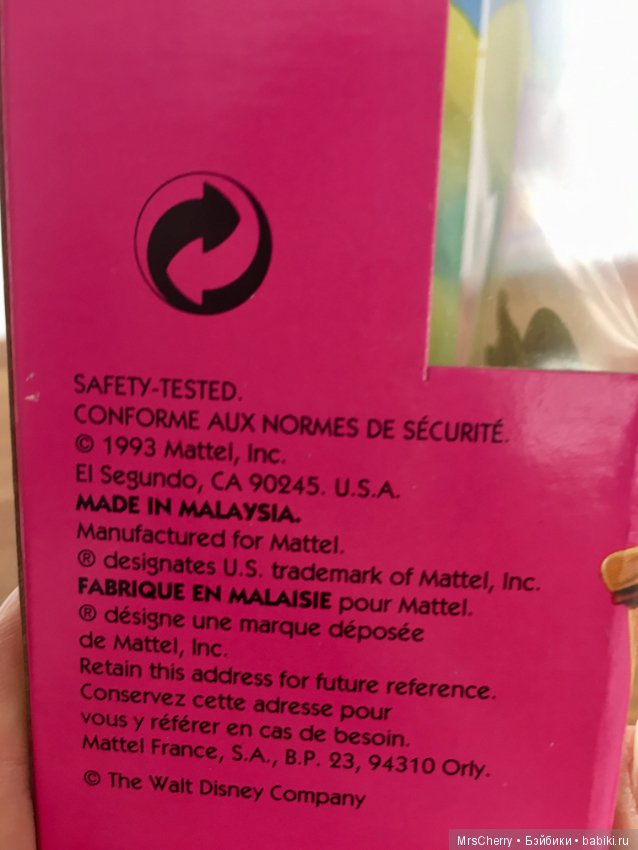 SAFETY-TESTED.
CONFORME AUX NORMES DE SÉCURITÉ.
© 1993 Mattel, Inc.
El Segundo, CA 90245. U.S.A.
MADE IN MALAYSIA.
Manufactured for Mattel.
® designates U.S. trademark of Mattel, Inc.
FABRIQUE EN MALAISIE pour Mattel.
® désigne une marque déposée
de Mattel, Inc.
Retain this address for future reference.
Conservez cette adresse pour
vous y référer en cas de besoin.
Mattel France, S.A., B.P. 23, 94310 Orly.
© The Walt Disney Company
MrsCherry • Бэйбики • babiki.ru